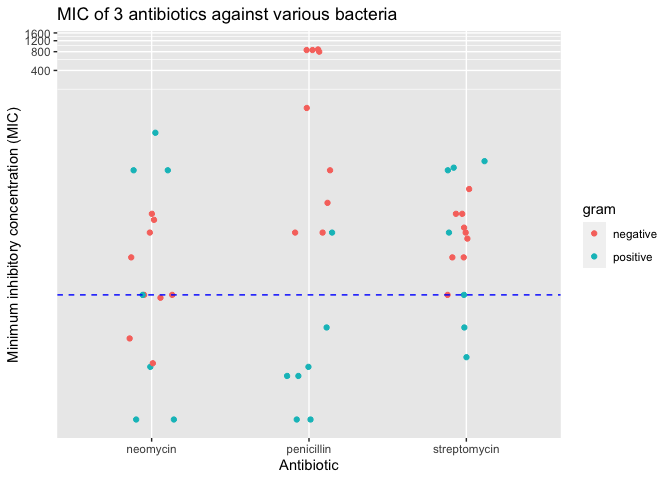 MIC of 3 antibiotics against various bacteria
1600
1200
800
400
Minimum inhibitory concentration (MIC)
neomycin
penicillin
streptomycin
Antibiotic
gram
negative
positive